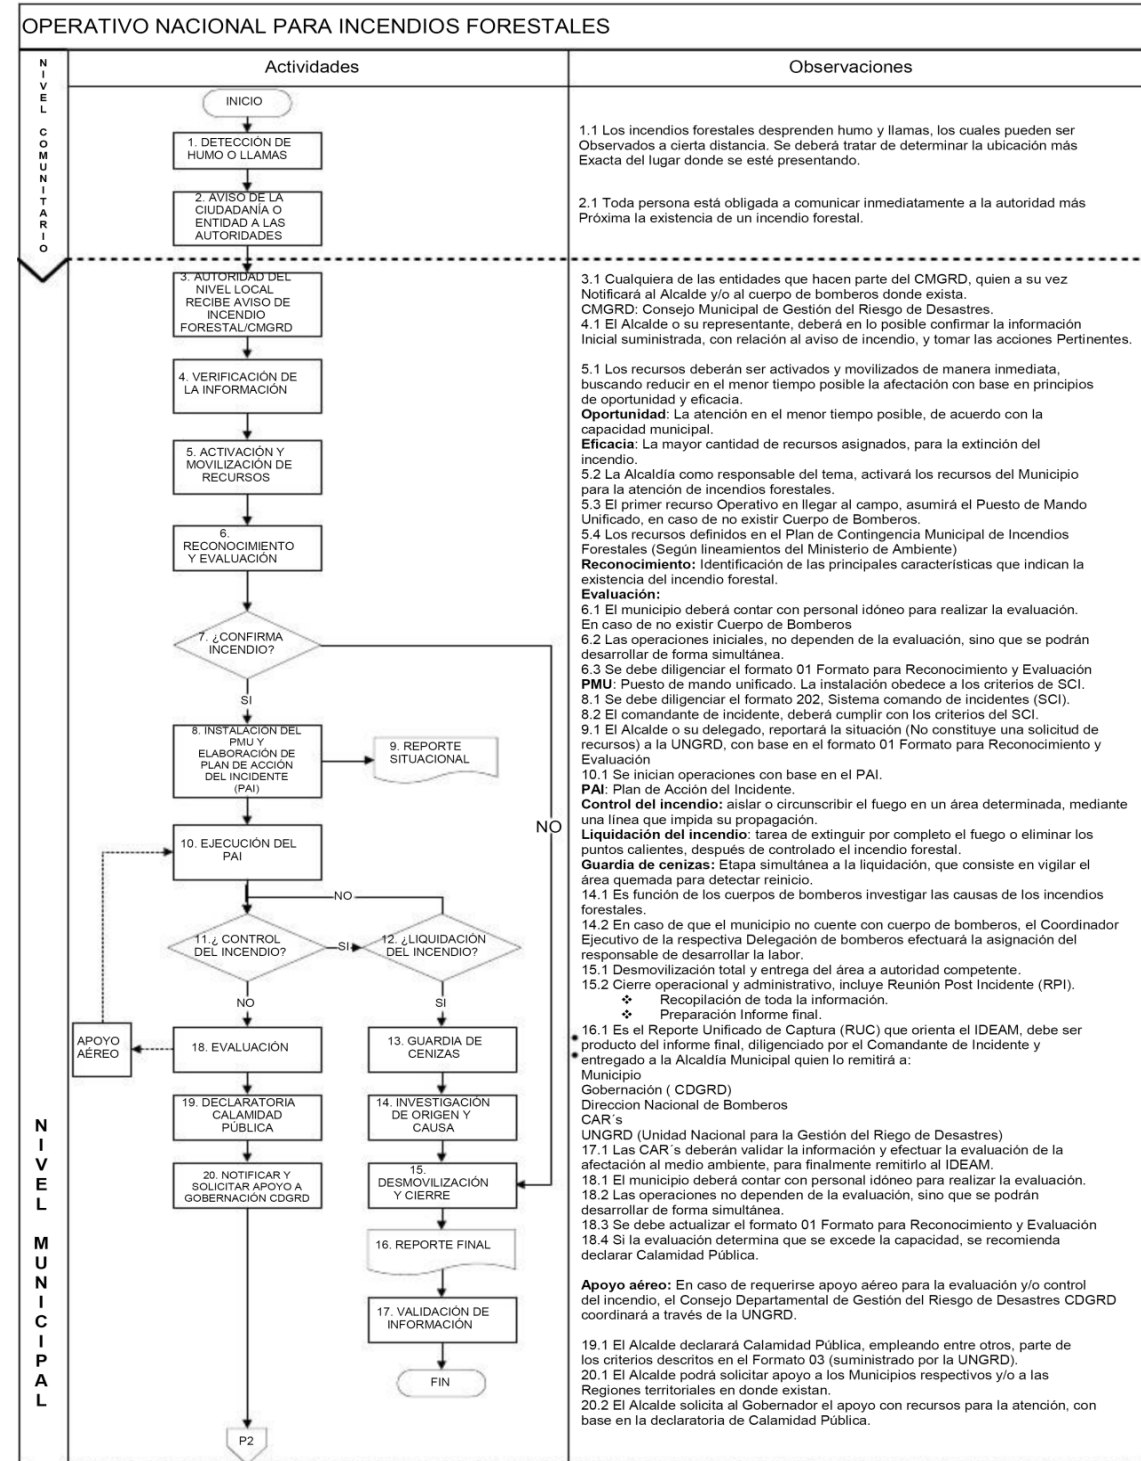 OPERATIVO NACIONAL PARA INCENDIOS FORESTALES
NIVEL COMUNITARIO
Actividades
Observaciones
INICIO
1. DETECCIÓN DE
HUMO O LLAMAS
2. AVISO DE LA
CIUDADANÍA O
ENTIDAD A LAS
AUTORIDADES
1.1 Los incendios forestales desprenden humo y llamas, los cuales pueden ser
Observados a cierta distancia. Se deberá tratar de determinar la ubicación más
Exacta del lugar donde se esté presentando.
2.1 Toda persona está obligada a comunicar inmediatamente a la autoridad más
Próxima la existencia de un incendio forestal.
NIVEL MUNICIPAL
3. AUTORIDAD DEL
NIVEL LOCAL
RECIBE AVISO DE
INCENDIO
FORESTAL/CMGRD
4. VERIFICACIÓN DE
LA INFORMACIÓN
5. ACTIVACIÓN Y
MOVILIZACIÓN DE
RECURSOS
6.
RECONOCIMIENTO
Y EVALUACIÓN
7. ¿CONFIRMA
INCENDIO?
SI
NO
8. INSTALACIÓN DEL
PMU Y
ELABORACIÓN DE
PLAN DE ACCIÓN
DEL INCIDENTE
(PAI)
9. REPORTE
SITUACIONAL
10. EJECUCIÓN DEL
PAI
NO
11.¿ CONTROL
DEL INCENDIO?
SI
12. ¿LIQUIDACIÓN
DEL INCENDIO?
NO
SI
APOYO
AÉREO
18. EVALUACIÓN
13. GUARDIA DE
CENIZAS
19. DECLARATORIA
CALAMIDAD
PÚBLICA
14. INVESTIGACIÓN
DE ORIGEN Y
CAUSA
20. NOTIFICAR Y
SOLICITAR APOYO A
GOBERNACIÓN CDGRD
15.
DESMOVILIZACIÓN
Y CIERRE
16. REPORTE FINAL
17. VALIDACIÓN DE
INFORMACIÓN
FIN
P2
3.1 Cualquiera de las entidades que hacen parte del CMGRD, quien a su vez
Notificará al Alcalde y/o al cuerpo de bomberos donde exista.
CMGRD: Consejo Municipal de Gestión del Riesgo de Desastres.
4.1 El Alcalde o su representante, deberá en lo posible confirmar la información
Inicial suministrada, con relación al aviso de incendio, y tomar las acciones Pertinentes.
5.1 Los recursos deberán ser activados y movilizados de manera inmediata,
buscando reducir en el menor tiempo posible la afectación con base en principios
de oportunidad y eficacia.
Oportunidad: La atención en el menor tiempo posible, de acuerdo con la
capacidad municipal.
Eficacia: La mayor cantidad de recursos asignados, para la extinción del
incendio.
5.2 La Alcaldía como responsable del tema, activará los recursos del Municipio
para la atención de incendios forestales.
5.3 El primer recurso Operativo en llegar al campo, asumirá el Puesto de Mando
Unificado, en caso de no existir Cuerpo de Bomberos.
5.4 Los recursos definidos en el Plan de Contingencia Municipal de Incendios
Forestales (Según lineamientos del Ministerio de Ambiente)
Reconocimiento: Identificación de las principales características que indican la
existencia del incendio forestal.
Evaluación:
6.1 El municipio deberá contar con personal idóneo para realizar la evaluación.
En caso de no existir Cuerpo de Bomberos
6.2 Las operaciones iniciales, no dependen de la evaluación, sino que se podrán
desarrollar de forma simultánea.
6.3 Se debe diligenciar el formato 01 Formato para Reconocimiento y Evaluación
PMU: Puesto de mando unificado. La instalación obedece a los criterios de SCI.
8.1 Se debe diligenciar el formato 202, Sistema comando de incidentes (SCI).
8.2 El comandante de incidente, deberá cumplir con los criterios del SCI.
9.1 El Alcalde o su delegado, reportará la situación (No constituye una solicitud de
recursos) a la UNGRD, con base en el formato 01 Formato para Reconocimiento y
Evaluación
10.1 Se inician operaciones con base en el PAI.
PAI: Plan de Acción del Incidente.
Control del incendio: aislar o circunscribir el fuego en un área determinada, mediante
una línea que impida su propagación.
Liquidación del incendio: tarea de extinguir por completo el fuego o eliminar los
puntos calientes, después de controlado el incendio forestal.
Guardia de cenizas: Etapa simultánea a la liquidación, que consiste en vigilar el
área quemada para detectar reinicio.
14.1 Es función de los cuerpos de bomberos investigar las causas de los incendios
forestales.
14.2 En caso de que el municipio no cuente con cuerpo de bomberos, el Coordinador
Ejecutivo de la respectiva Delegación de bomberos efectuará la asignación del
responsable de desarrollar la labor.
15.1 Desmovilización total y entrega del área a autoridad competente.
15.2 Cierre operacional y administrativo, incluye Reunión Post Incidente (RPI).
❖ Recopilación de toda la información.
❖ Preparación Informe final.
16.1 Es el Reporte Unificado de Captura (RUC) que orienta el IDEAM, debe ser
producto del informe final, diligenciado por el Comandante de Incidente y
entregado a la Alcaldía Municipal quien lo remitirá a:
Municipio
Gobernación ( CDGRD)
Direccion Nacional de Bomberos
CAR´s
UNGRD (Unidad Nacional para la Gestión del Riego de Desastres)
17.1 Las CAR´s deberán validar la información y efectuar la evaluación de la
afectación al medio ambiente, para finalmente remitirlo al IDEAM.
18.1 El municipio deberá contar con personal idóneo para realizar la evaluación.
18.2 Las operaciones no dependen de la evaluación, sino que se podrán
desarrollar de forma simultánea.
18.3 Se debe actualizar el formato 01 Formato para Reconocimiento y Evaluación
18.4 Si la evaluación determina que se excede la capacidad, se recomienda
declarar Calamidad Pública.
Apoyo aéreo: En caso de requerirse apoyo aéreo para la evaluación y/o control
del incendio, el Consejo Departamental de Gestión del Riesgo de Desastres CDGRD
coordinará a través de la UNGRD.
19.1 El Alcalde declarará Calamidad Pública, empleando entre otros, parte de
los criterios descritos en el Formato 03 (suministrado por la UNGRD).
20.1 El Alcalde podrá solicitar apoyo a los Municipios respectivos y/o a las
Regiones territoriales en donde existan.
20.2 El Alcalde solicita al Gobernador el apoyo con recursos para la atención, con
base en la declaratoria de Calamidad Pública.